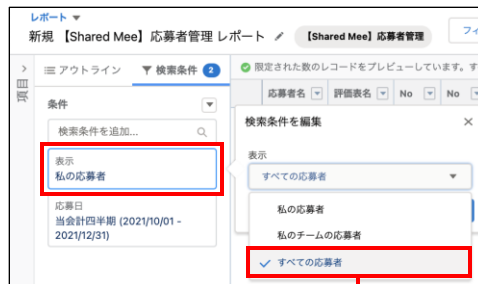 レポート
新規 【Shared Mee】応募者管理 レポート
【Shared Mee】応募者管理
フィ
アウトライン
検索条件 2
限定された数のレコードをプレビューしています。す
項目
条件
検索条件を追加...
表示
私の応募者
応募日
当会計四半期 (2021/10/01 -
2021/12/31)
応募者名 評価表名 No No
検索条件を編集
表示
すべての応募者
私の応募者
私のチームの応募者
すべての応募者